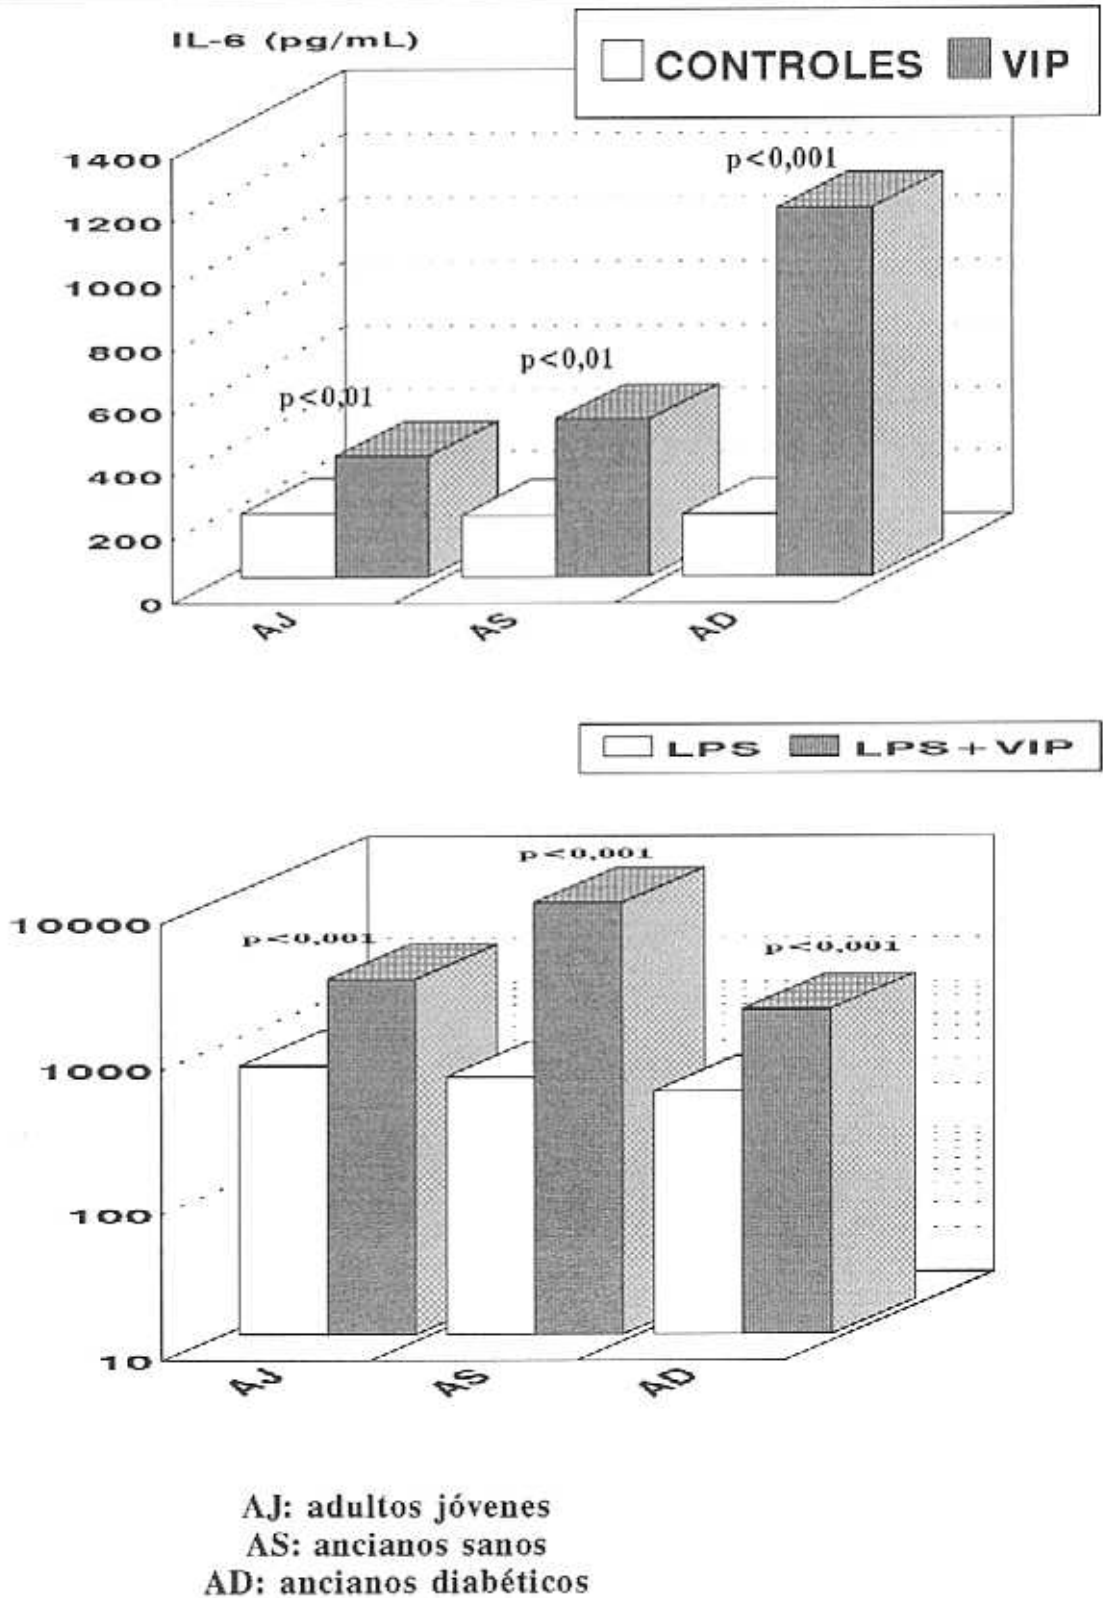 IL-6 (pg/mL)
CONTROLES VIP
1400
1200
1000
800
600
400
200
0
p<0,01
p<0,01
p<0,001
AJ AS AD
LPS LPS+VIP
10000
1000
100
10
p<0,001
p<0,001
p<0,001
AJ AS AD
AJ: adultos jóvenes
AS: ancianos sanos
AD: ancianos diabéticos